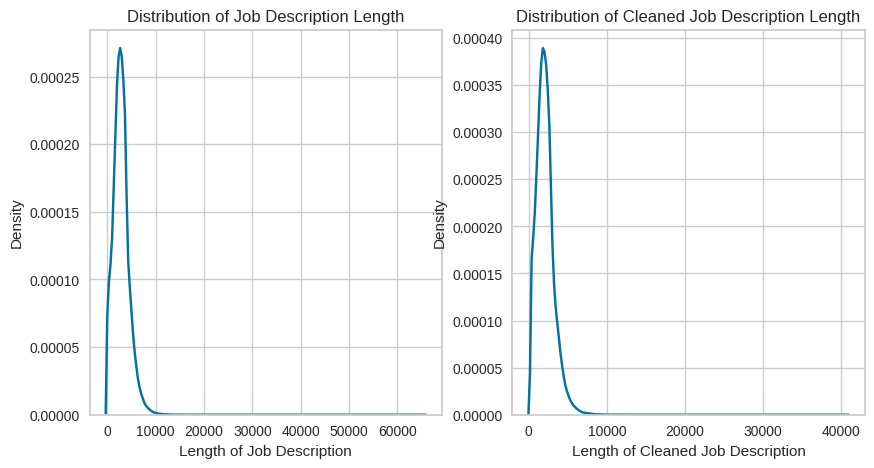 Distribution of Job Description Length
0.00025
0.00020
0.00015
0.00010
0.00005
0.00000
Density
0 10000 20000 30000 40000 50000 60000
Length of Job Description
Distribution of Cleaned Job Description Length
0.00040
0.00035
0.00030
0.00025
0.00020
0.00015
0.00010
0.00005
0.00000
Density
0 10000 20000 30000 40000
Length of Cleaned Job Description